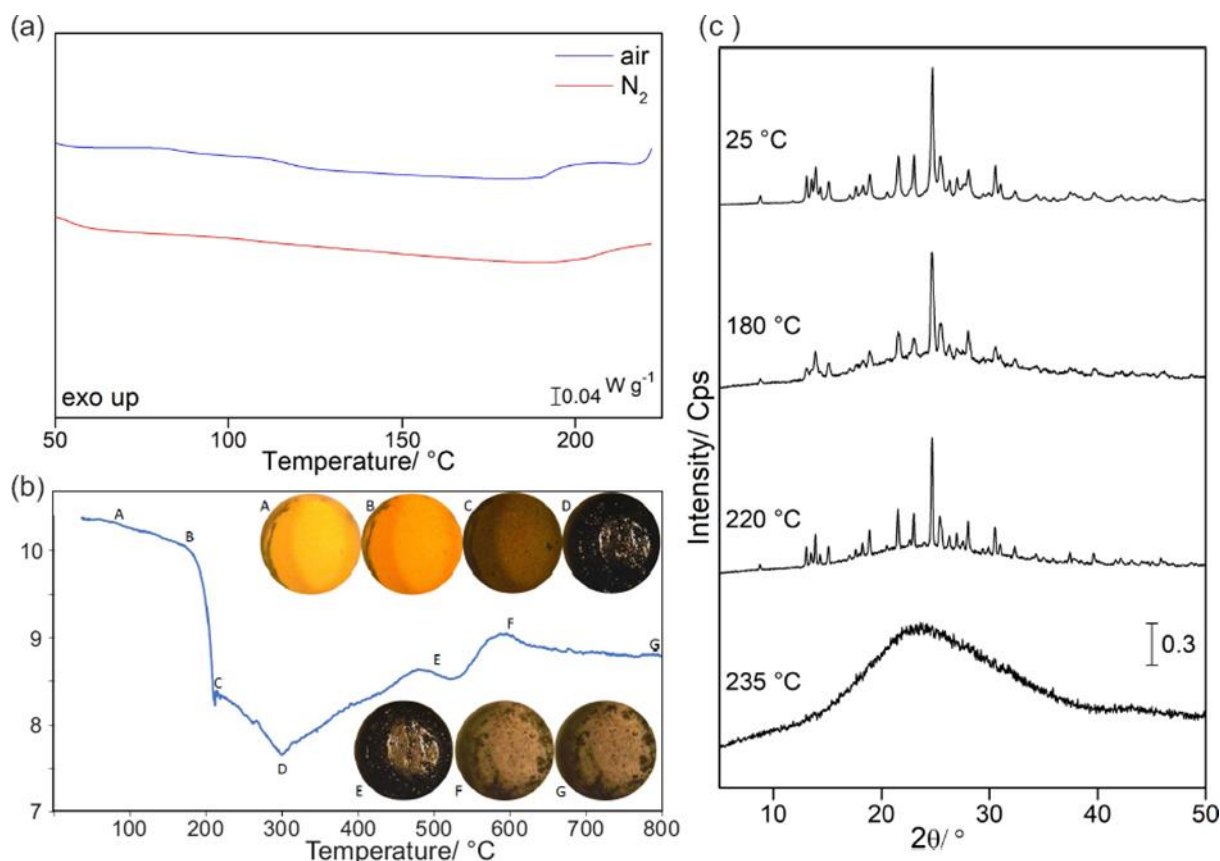 (a)
air
N₂
exo up
0.04 W g⁻¹
50 100 150 200
Temperature/ °C
(b)
A B C D
A B C D E F G
10
9
8
7
E F G
100 200 300 400 500 600 700 800
Temperature/ °C
(c )
25 °C
180 °C
220 °C
235 °C
0.3
Intensity/ Cps
10 20 30 40 50
2θ/ °